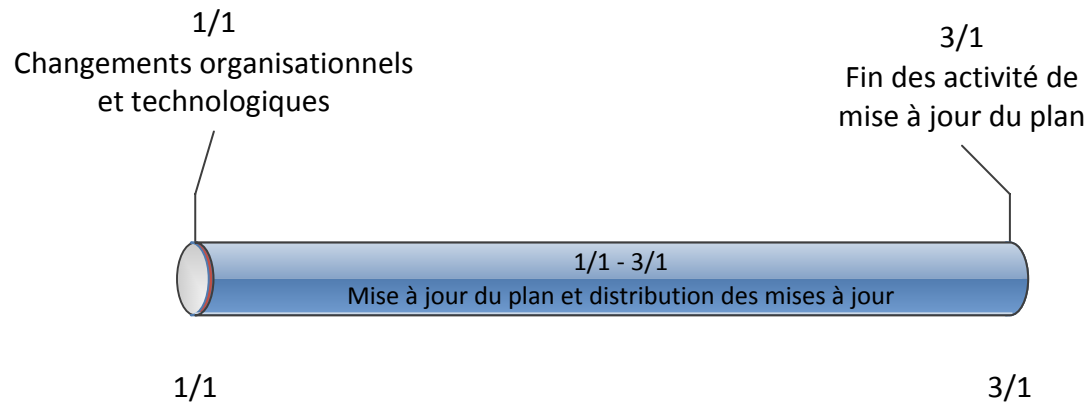 1/1
Changements organisationnels
et technologiques
3/1
Fin des activité de
mise à jour du plan
1/1 - 3/1
Mise à jour du plan et distribution des mises à jour
1/1
3/1